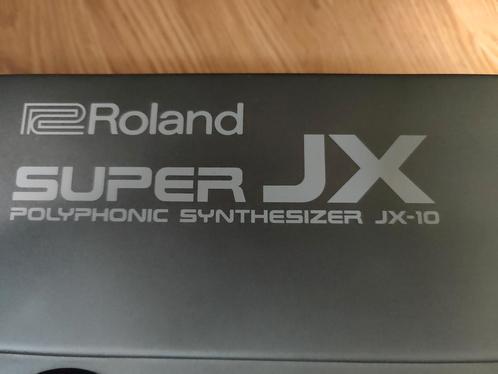 Roland
SUPER JX
POLYPHONIC SYNTHESIZER JX-10